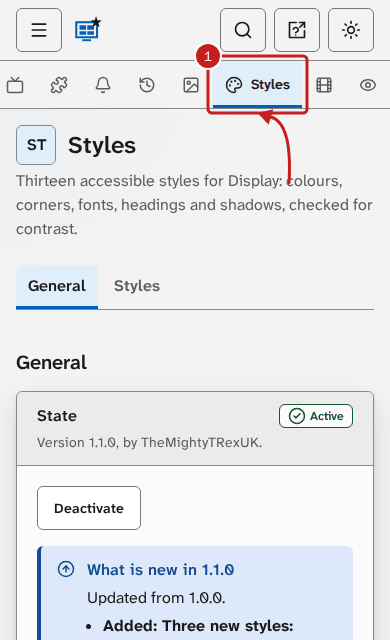 1
Styles
ST
Styles
Thirteen accessible styles for Display: colours,
corners, fonts, headings and shadows, checked for
contrast.
General
Styles
General
State
Active
Version 1.1.0, by TheMightyTRexUK.
Deactivate
What is new in 1.1.0
Updated from 1.0.0.
• Added: Three new styles: